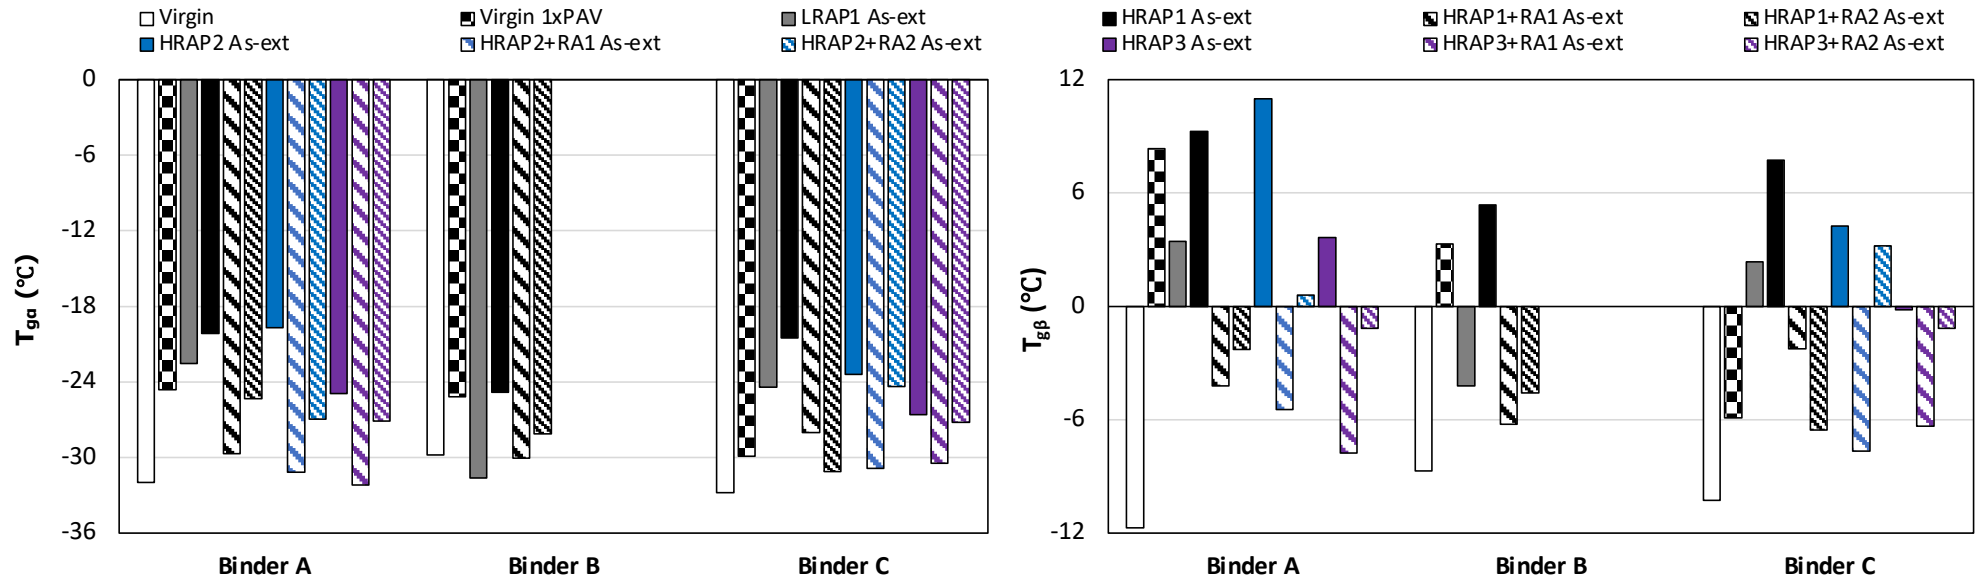 Virgin Virgin 1xPAV LRAP1 As-ext HRAP1 As-ext HRAP1+RA1 As-ext HRAP1+RA2 As-ext
HRAP2 As-ext HRAP2+RA1 As-ext HRAP2+RA2 As-ext HRAP3 As-ext HRAP3+RA1 As-ext HRAP3+RA2 As-ext
Tgα (°C)
0
-6
-12
-18
-24
-30
-36
Binder A Binder B Binder C
Tgβ (°C)
12
6
0
-6
-12
Binder A Binder B Binder C